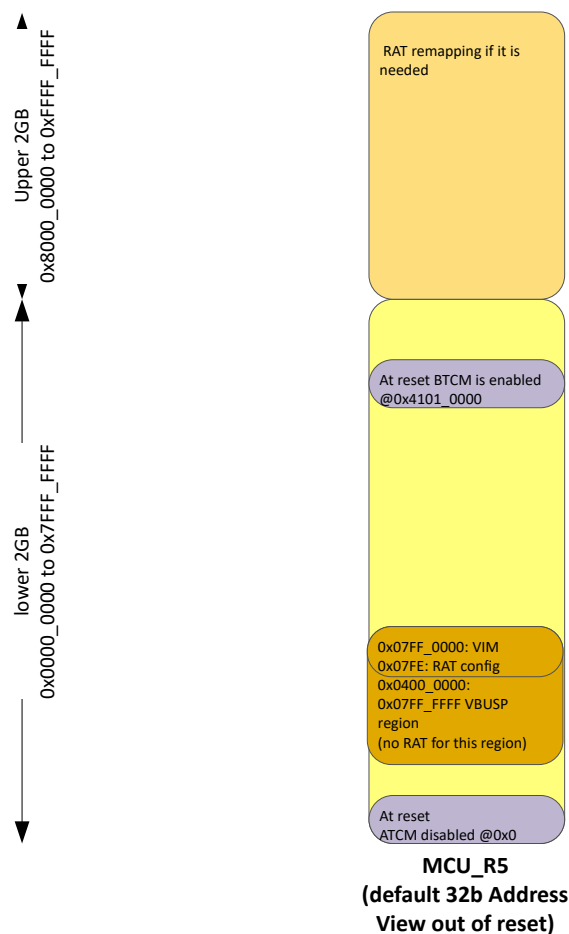 Upper 2GB
0x8000_0000 to 0xFFFF_FFFF
RAT remapping if it is
needed
lower 2GB
0x0000_0000 to 0x7FFF_FFFF
At reset BTCM is enabled
@0x4101_0000
0x07FF_0000: VIM
0x07FE: RAT config
0x0400_0000:
0x07FF_FFFF VBUSP
region
(no RAT for this region)
At reset
ATCM disabled @0x0
MCU_R5
(default 32b Address
View out of reset)